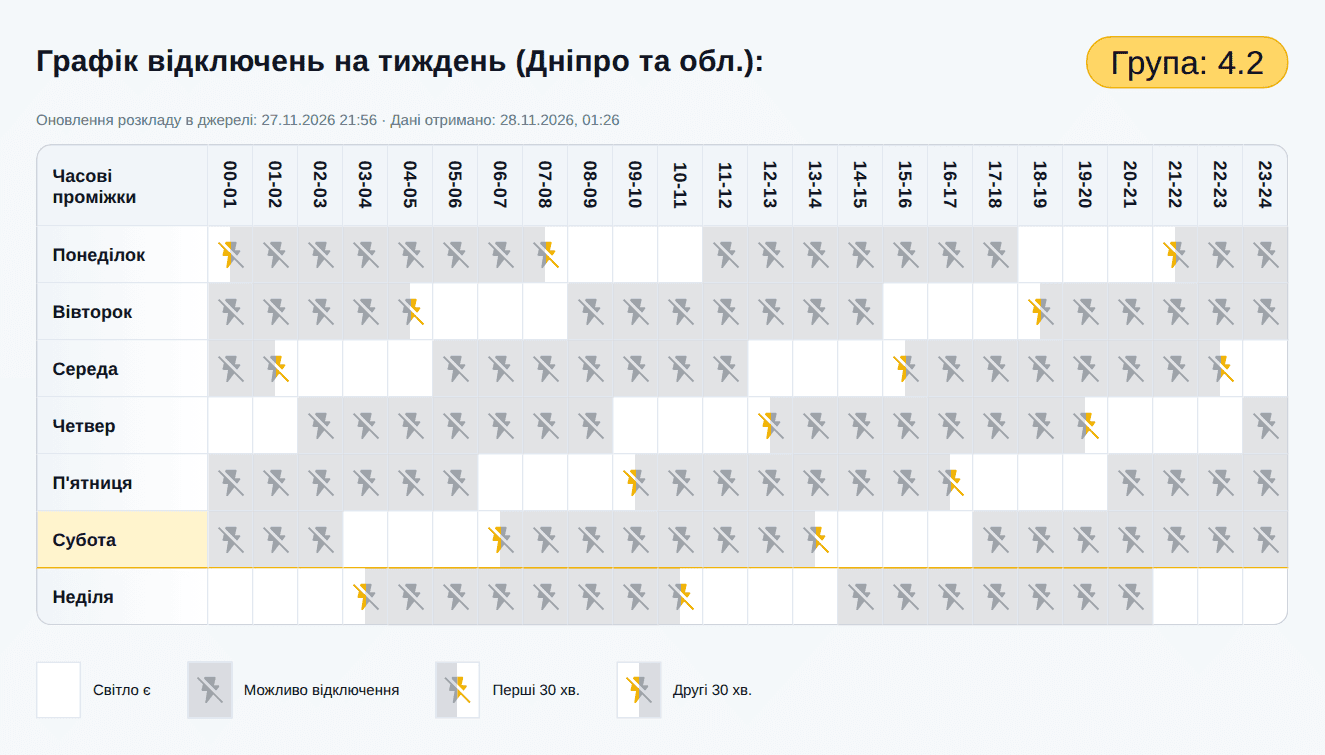 Графік відключень на тиждень (Дніпро та обл.):
Група: 4.2
Оновлення розкладу в джерелі: 27.11.2026 21:56 · Дані отримано: 28.11.2026, 01:26
Часові
проміжки
00-01 01-02 02-03 03-04 04-05 05-06 06-07 07-08 08-09 09-10 10-11 11-12 12-13 13-14 14-15 15-16 16-17 17-18 18-19 19-20 20-21 21-22 22-23 23-24
Понеділок
Вівторок
Середа
Четвер
П'ятниця
Субота
Неділя
Світло є
Можливо відключення
Перші 30 хв.
Другі 30 хв.